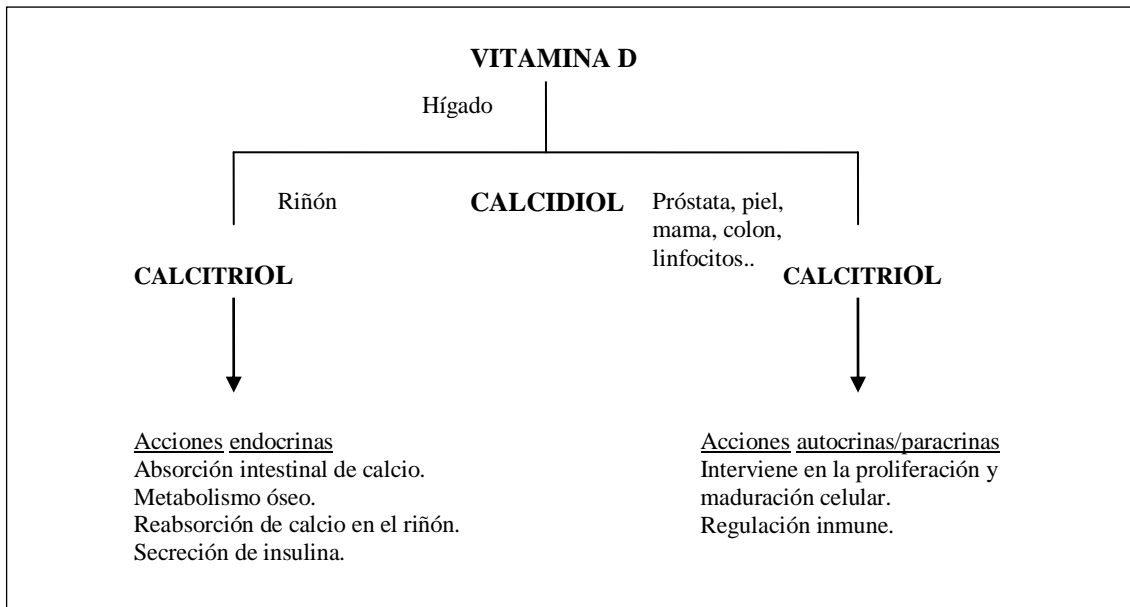 VITAMINA D
Hígado
Riñón
CALCIDIOL
Próstata, piel,
mama, colon,
linfocitos..
CALCITRIOL
CALCITRIOL
Acciones endocrinas
Absorción intestinal de calcio.
Metabolismo óseo.
Reabsorción de calcio en el riñón.
Secreción de insulina.
Acciones autocrinas/paracrinas
Interviene en la proliferación y
maduración celular.
Regulación inmune.